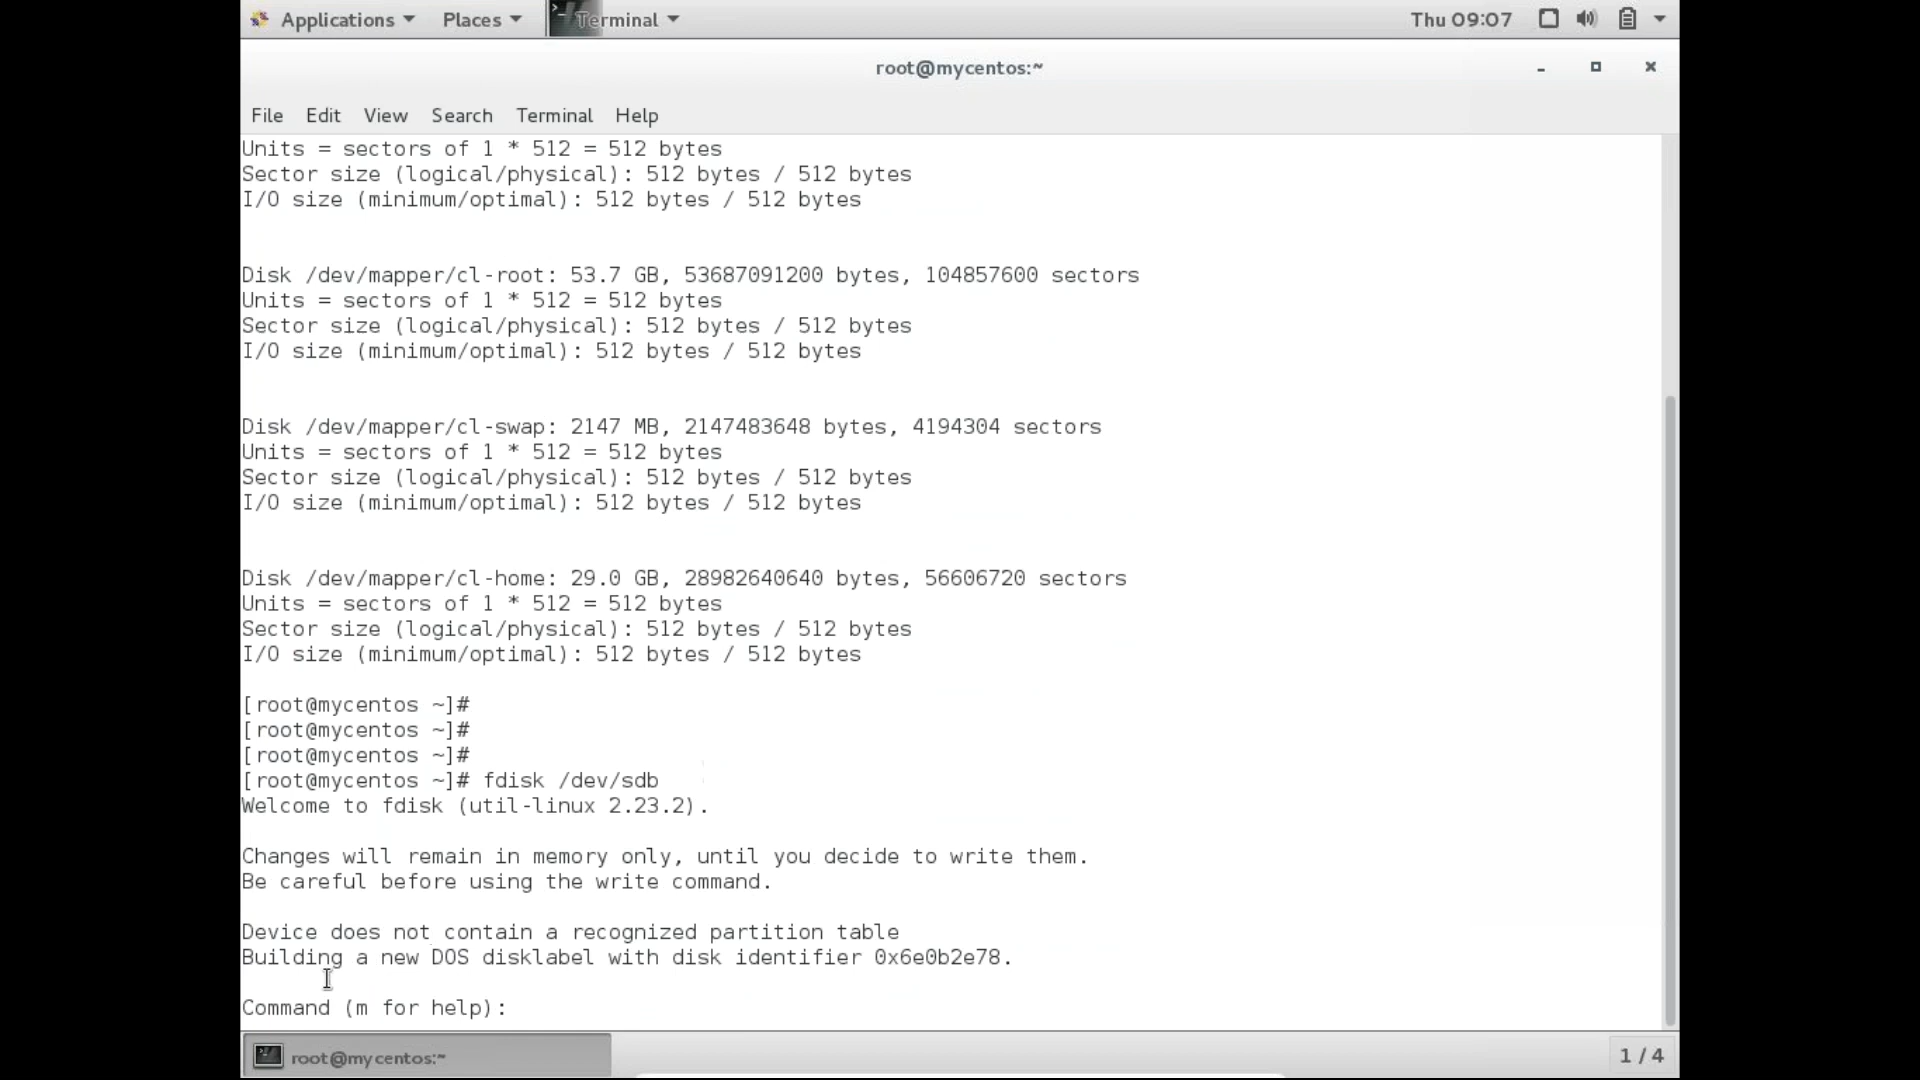 Applications Places Terminal Thu 09:07
root@mycentos:~
File Edit View Search Terminal Help
Units = sectors of 1 * 512 = 512 bytes
Sector size (logical/physical): 512 bytes / 512 bytes
I/O size (minimum/optimal): 512 bytes / 512 bytes
Disk /dev/mapper/cl-root: 53.7 GB, 53687091200 bytes, 104857600 sectors
Units = sectors of 1 * 512 = 512 bytes
Sector size (logical/physical): 512 bytes / 512 bytes
I/O size (minimum/optimal): 512 bytes / 512 bytes
Disk /dev/mapper/cl-swap: 2147 MB, 2147483648 bytes, 4194304 sectors
Units = sectors of 1 * 512 = 512 bytes
Sector size (logical/physical): 512 bytes / 512 bytes
I/O size (minimum/optimal): 512 bytes / 512 bytes
Disk /dev/mapper/cl-home: 29.0 GB, 28982640640 bytes, 56606720 sectors
Units = sectors of 1 * 512 = 512 bytes
Sector size (logical/physical): 512 bytes / 512 bytes
I/O size (minimum/optimal): 512 bytes / 512 bytes
[root@mycentos ~]#
[root@mycentos ~]#
[root@mycentos ~]#
[root@mycentos ~]# fdisk /dev/sdb
Welcome to fdisk (util-linux 2.23.2).
Changes will remain in memory only, until you decide to write them.
Be careful before using the write command.
Device does not contain a recognized partition table
Building a new DOS disklabel with disk identifier 0x6e0b2e78.
Command (m for help):
root@mycentos:~ 1 / 4